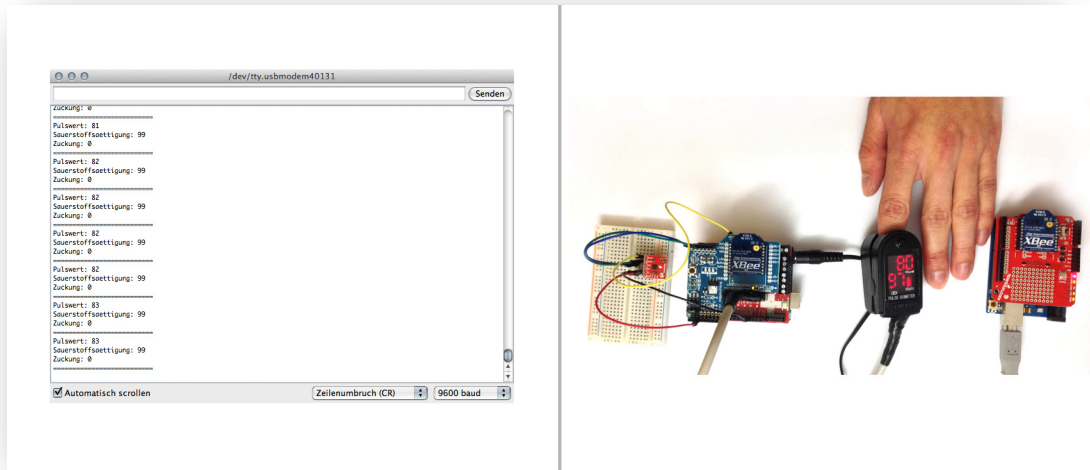 /dev/tty.usbmodem40131
Senden
Zuckung: 0
==========================
Pulswert: 81
Sauerstoffsaettigung: 99
Zuckung: 0
==========================
Pulswert: 82
Sauerstoffsaettigung: 99
Zuckung: 0
==========================
Pulswert: 82
Sauerstoffsaettigung: 99
Zuckung: 0
==========================
Pulswert: 82
Sauerstoffsaettigung: 99
Zuckung: 0
==========================
Pulswert: 82
Sauerstoffsaettigung: 99
Zuckung: 0
==========================
Pulswert: 83
Sauerstoffsaettigung: 99
Zuckung: 0
==========================
Pulswert: 83
Sauerstoffsaettigung: 99
Zuckung: 0
==========================
Automatisch scrollen
Zeilenumbruch (CR)
9600 baud
XBee
80
PULSE OXIMETER
XBee